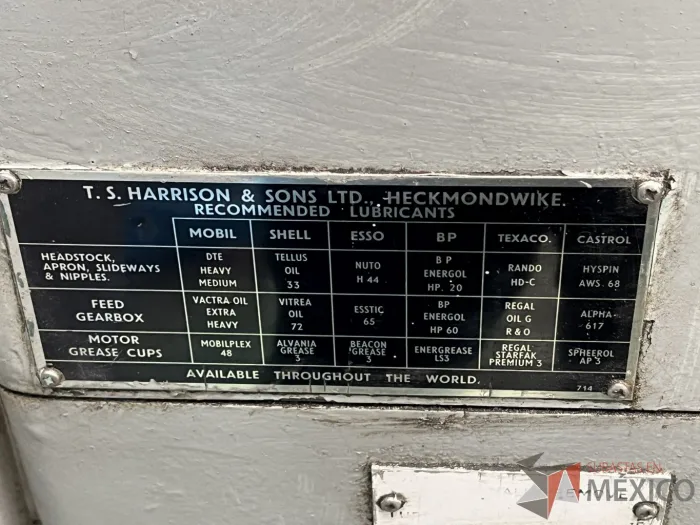 T. S. HARRISON & SONS LTD., HECKMONDWIKE.
RECOMMENDED LUBRICANTS
MOBIL SHELL ESSO BP TEXACO. CASTROL
HEADSTOCK,
APRON, SLIDEWAYS
& NIPPLES.
DTE
HEAVY
MEDIUM
TELLUS
OIL
33
NUTO
H 44
B P
ENERGOL
HP. 20
RANDO
HD-C
HYSPIN
AWS. 68
FEED
GEARBOX
VACTRA OIL
EXTRA
HEAVY
VITREA
OIL
72
ESSTIC
65
BP
ENERGOL
HP 60
REGAL
OIL G
R & O
ALPHA-
617
MOTOR
GREASE CUPS
MOBILPLEX
48
ALVANIA
GREASE
3
BEACON
GREASE
3
ENERGREASE
LS3
REGAL
STARFAK
PREMIUM 3
SPHEEROL
AP 3
AVAILABLE THROUGHOUT THE WORLD.
714
SUBASTAS EN
MÉXICO